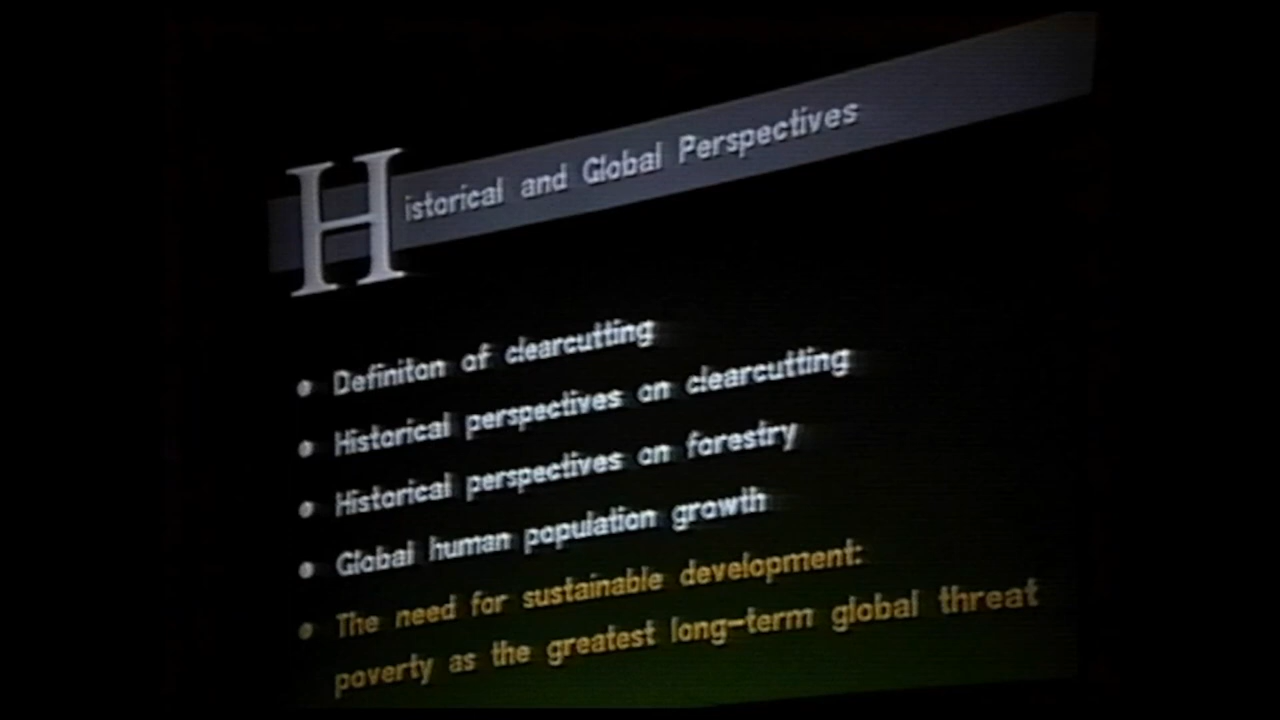 Historical and Global Perspectives
• Definiton of clearcutting
• Historical perspectives on clearcutting
• Historical perspectives on forestry
• Global human population growth
• The need for sustainable development:
poverty as the greatest long-term global threat